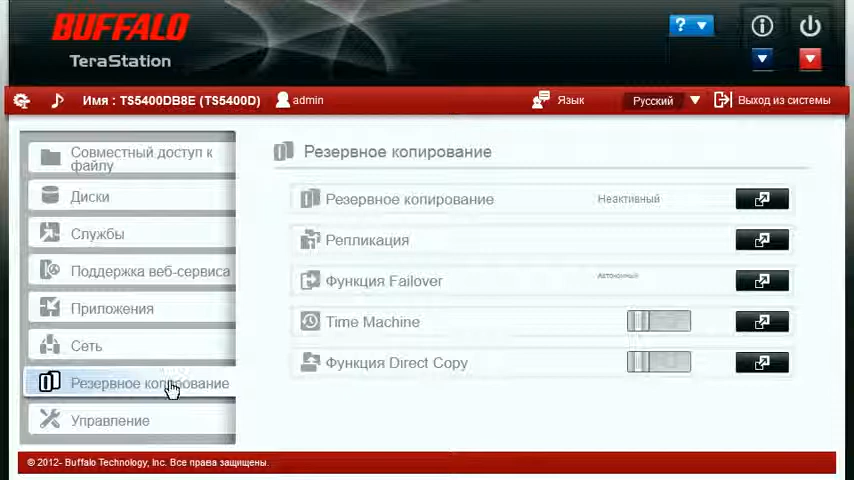 BUFFALO
TeraStation
?
Имя : TS5400DB8E (TS5400D)
admin
Язык
Русский
Выход из системы
Совместный доступ к
файлу
Диски
Службы
Поддержка веб-сервиса
Приложения
Сеть
Резервное копирование
Управление
Резервное копирование
Резервное копирование
Неактивный
Репликация
Функция Failover
Автономный
Time Machine
Функция Direct Copy
© 2012- Buffalo Technology, Inc. Все права защищены.